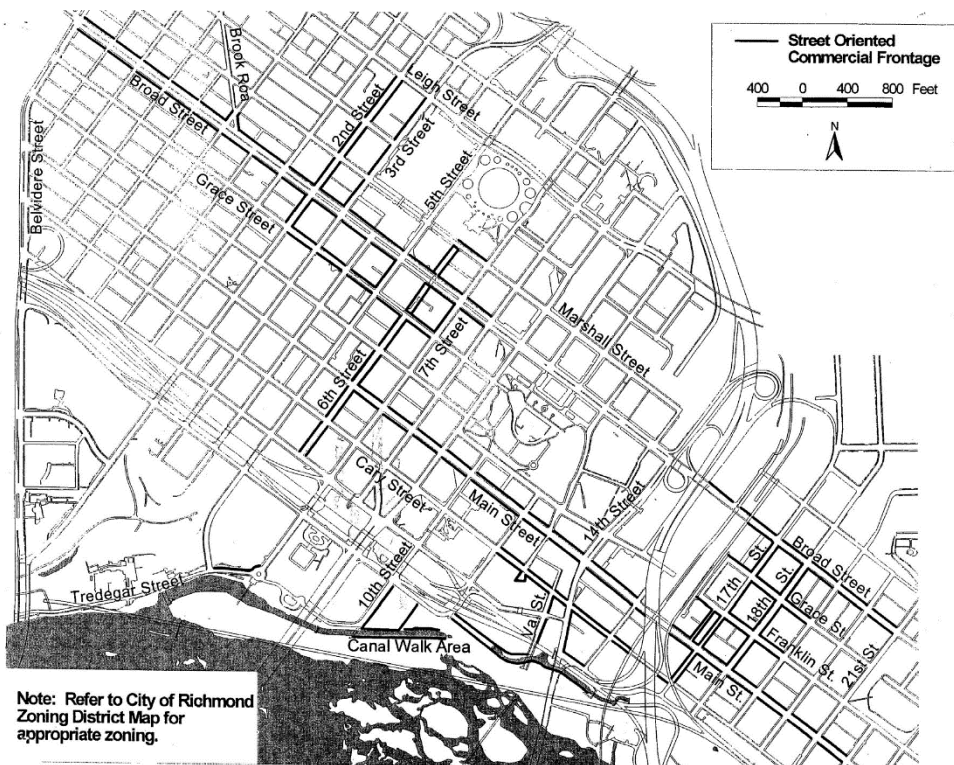 Street Oriented
Commercial Frontage
400 0 400 800 Feet
N
Brook Roa
Leigh Street
Broad Street
2nd Street
3rd Street
5th Street
Belvidere Street
Grace Street
Marshall Street
7th Street
6th Street
Cary Street
Main Street
14th Street
10th Street
Tredegar Street
Va St.
Canal Walk Area
17th St.
18th St.
Broad Street
Grace St.
Franklin St.
21st St.
Main St.
Note: Refer to City of Richmond
Zoning District Map for
appropriate zoning.